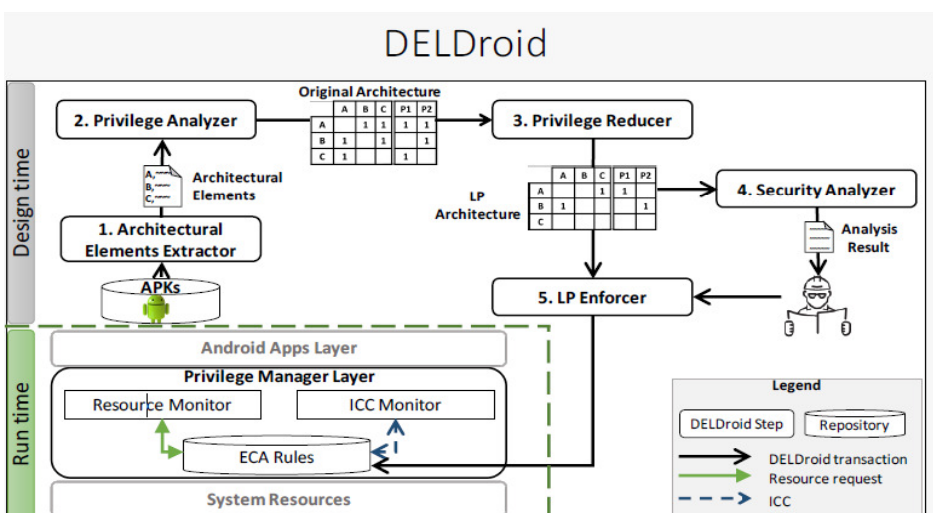 DELDroid
Design time
Original Architecture
A B C P1 P2
A 1 1 1 1
B 1 1 1
C 1 1
2. Privilege Analyzer
3. Privilege Reducer
A,
B,
C,
Architectural
Elements
LP
Architecture
A B C P1 P2
A 1 1
B 1 1
C
4. Security Analyzer
1. Architectural
Elements Extractor
Analysis
Result
APKs
5. LP Enforcer
Run time
Android Apps Layer
Privilege Manager Layer
Resource Monitor
ICC Monitor
ECA Rules
System Resources
Legend
DELDroid Step
Repository
DELDroid transaction
Resource request
ICC